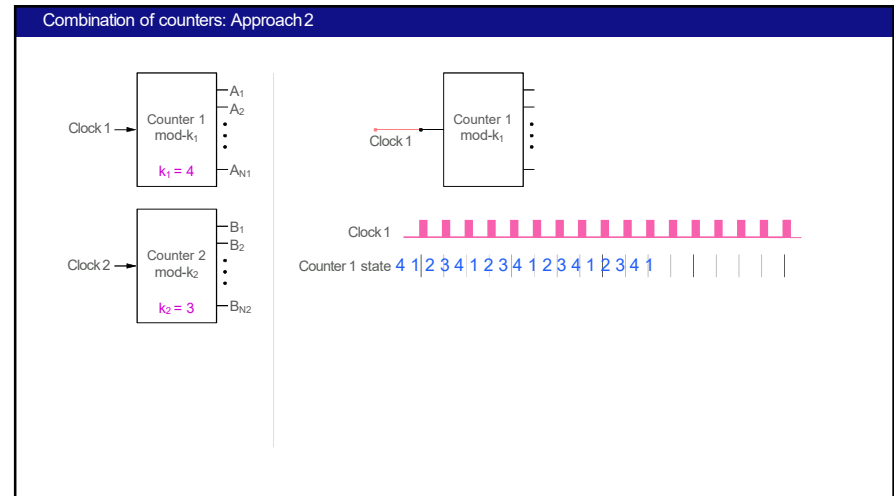 Combination of counters: Approach 2
Clock 1
Counter 1
mod-k₁
k₁ = 4
A₁
A₂
A_N1
Clock 2
Counter 2
mod-k₂
k₂ = 3
B₁
B₂
B_N2
Clock 1
Counter 1
mod-k₁
Clock 1
Counter 1 state 4 1 2 3 4 1 2 3 4 1 2 3 4 1 2 3 4 1